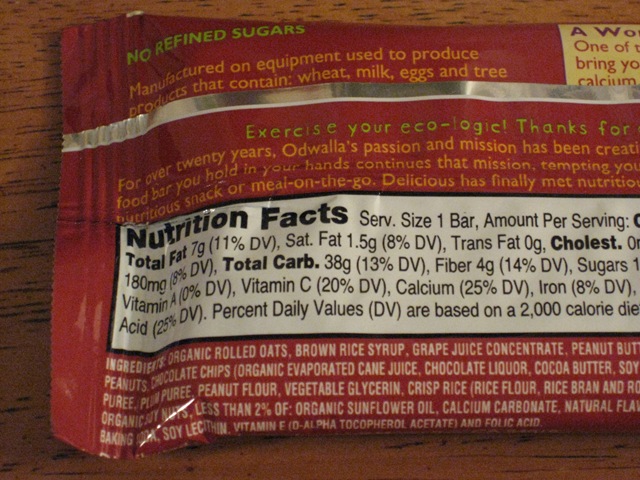 NO REFINED SUGARS
Manufactured on equipment used to produce
products that contain: wheat, milk, eggs and tree
A Wo
One of t
bring yo
calcium
Exercise your eco-logic! Thanks for
For over twenty years, Odwalla's passion and mission has been creati
food bar you hold in your hands continues that mission, tempting you
nutritious snack or meal-on-the-go. Delicious has finally met nutritio
Nutrition Facts Serv. Size 1 Bar, Amount Per Serving: C
Total Fat 7g (11% DV), Sat. Fat 1.5g (8% DV), Trans Fat 0g, Cholest. 0m
180mg (8% DV), Total Carb. 38g (13% DV), Fiber 4g (14% DV), Sugars 1
Vitamin A (0% DV), Vitamin C (20% DV), Calcium (25% DV), Iron (8% DV),
Acid (25% DV). Percent Daily Values (DV) are based on a 2,000 calorie die
INGREDIENTS: ORGANIC ROLLED OATS, BROWN RICE SYRUP, GRAPE JUICE CONCENTRATE, PEANUT BUTT
PEANUTS, CHOCOLATE CHIPS (ORGANIC EVAPORATED CANE JUICE, CHOCOLATE LIQUOR, COCOA BUTTER, SOY
PUREE, PLUM PUREE, PEANUT FLOUR, VEGETABLE GLYCERIN, CRISP RICE (RICE FLOUR, RICE BRAN AND R
ORGANIC SOY NUTS, LESS THAN 2% OF: ORGANIC SUNFLOWER OIL, CALCIUM CARBONATE, NATURAL FLA
BAKING SODA, SOY LECITHIN, VITAMIN E (D-ALPHA TOCOPHEROL ACETATE) AND FOLIC ACID.